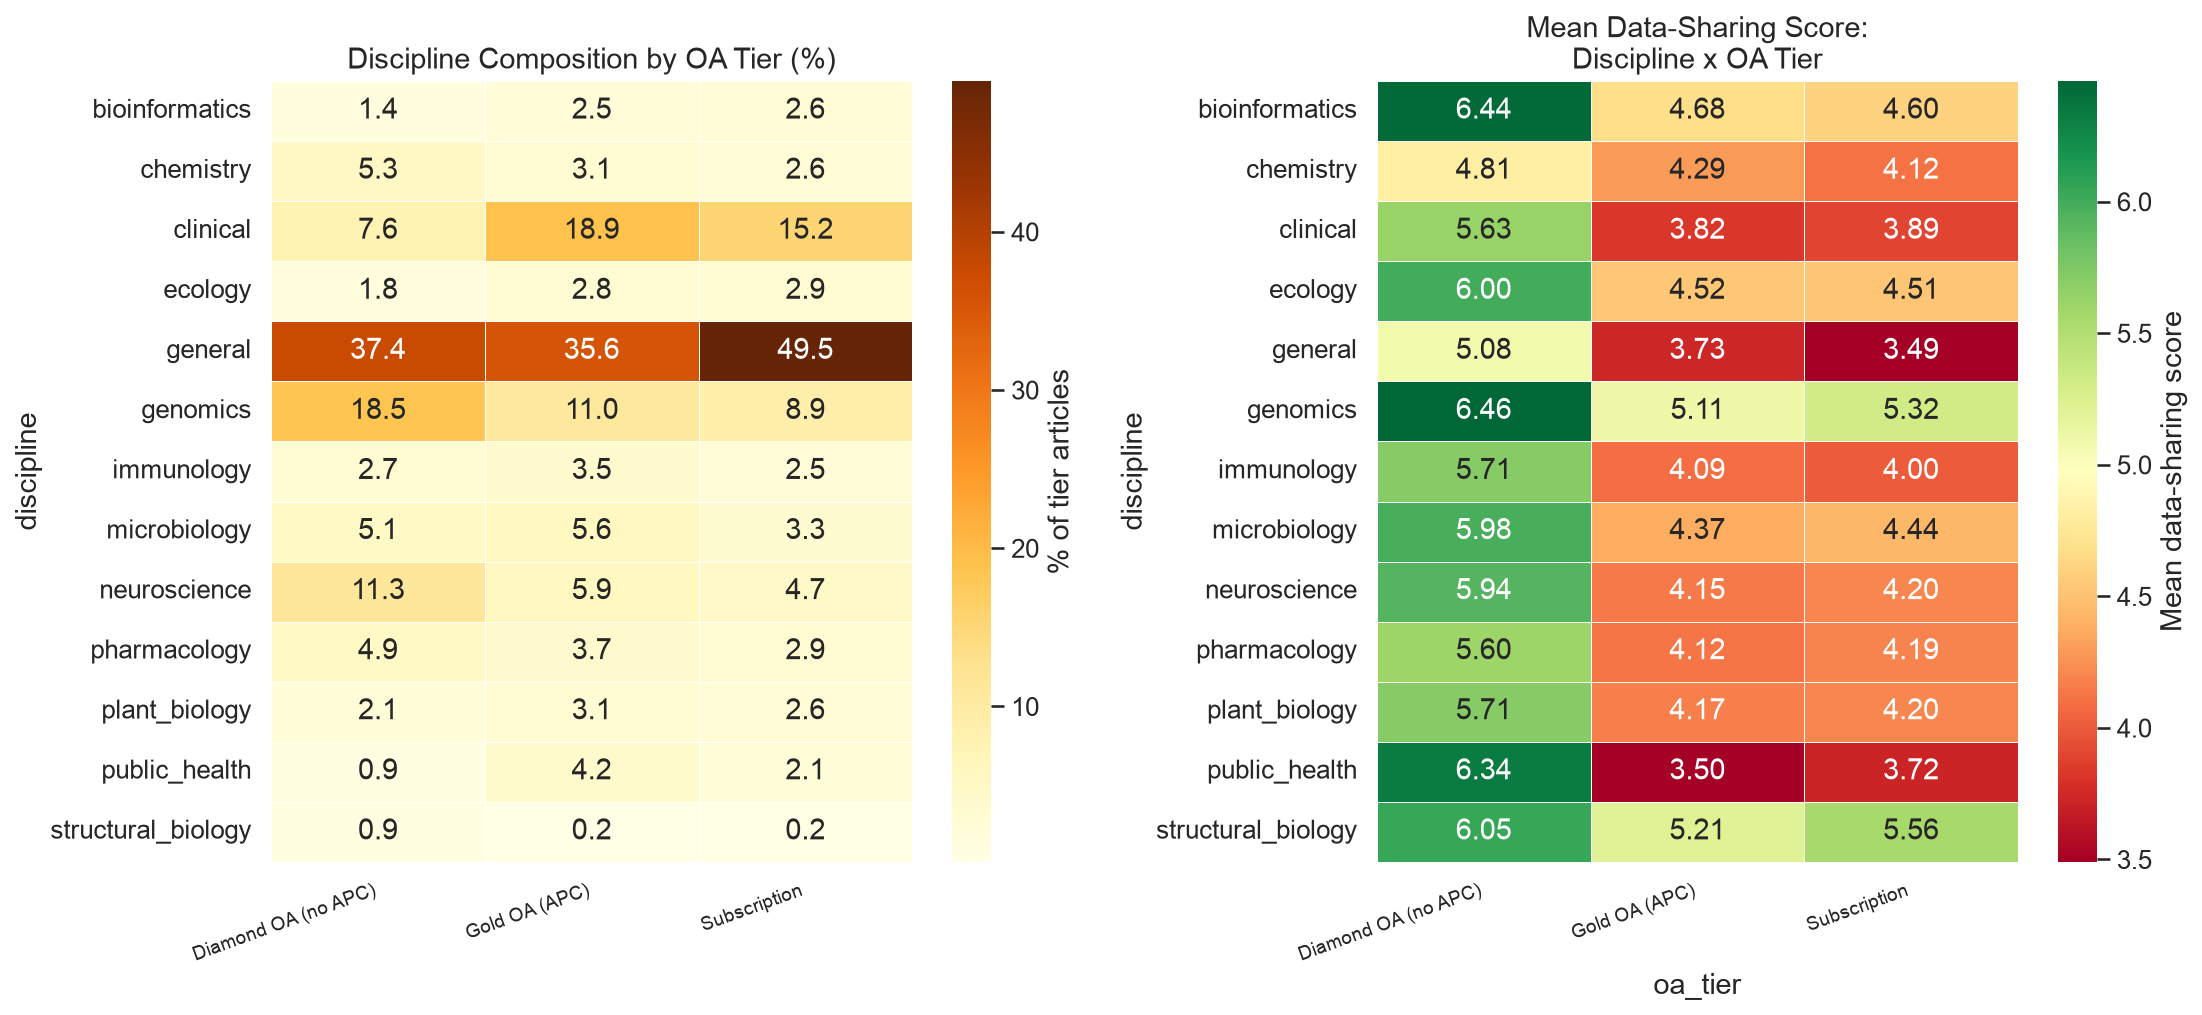 Discipline Composition by OA Tier (%)
discipline
bioinformatics 1.4 2.5 2.6
chemistry 5.3 3.1 2.6
clinical 7.6 18.9 15.2
ecology 1.8 2.8 2.9
general 37.4 35.6 49.5
genomics 18.5 11.0 8.9
immunology 2.7 3.5 2.5
microbiology 5.1 5.6 3.3
neuroscience 11.3 5.9 4.7
pharmacology 4.9 3.7 2.9
plant_biology 2.1 3.1 2.6
public_health 0.9 4.2 2.1
structural_biology 0.9 0.2 0.2
Diamond OA (no APC) Gold OA (APC) Subscription
40
30
20
10
% of tier articles
Mean Data-Sharing Score:
Discipline x OA Tier
discipline
bioinformatics 6.44 4.68 4.60
chemistry 4.81 4.29 4.12
clinical 5.63 3.82 3.89
ecology 6.00 4.52 4.51
general 5.08 3.73 3.49
genomics 6.46 5.11 5.32
immunology 5.71 4.09 4.00
microbiology 5.98 4.37 4.44
neuroscience 5.94 4.15 4.20
pharmacology 5.60 4.12 4.19
plant_biology 5.71 4.17 4.20
public_health 6.34 3.50 3.72
structural_biology 6.05 5.21 5.56
Diamond OA (no APC) Gold OA (APC) Subscription
oa_tier
6.0
5.5
5.0
4.5
4.0
3.5
Mean data-sharing score